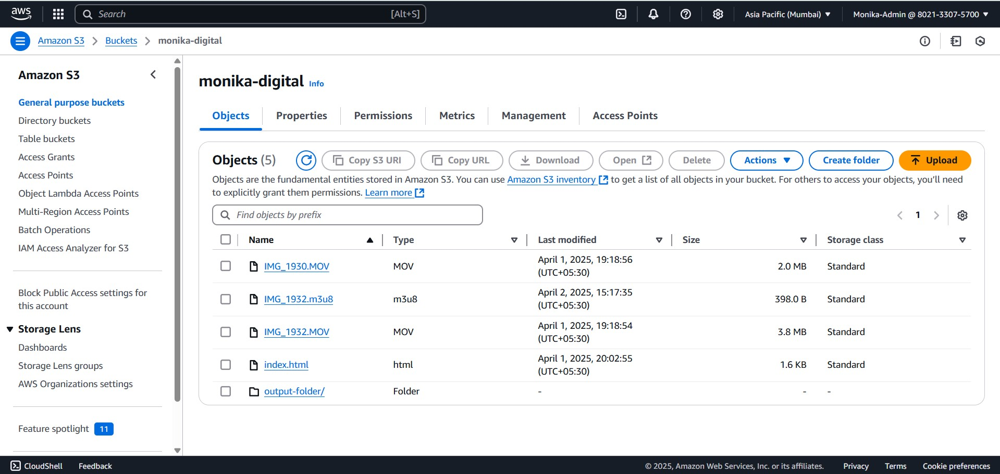 aws
Search [Alt+S]
Asia Pacific (Mumbai) ▼
Monika-Admin @ 8021-3307-5700 ▼
Amazon S3 > Buckets > monika-digital
Amazon S3
General purpose buckets
Directory buckets
Table buckets
Access Grants
Access Points
Object Lambda Access Points
Multi-Region Access Points
Batch Operations
IAM Access Analyzer for S3
Block Public Access settings for
this account
Storage Lens
Dashboards
Storage Lens groups
AWS Organizations settings
Feature spotlight 11
monika-digital Info
Objects Properties Permissions Metrics Management Access Points
Objects (5) Copy S3 URI Copy URL Download Open Delete Actions ▼ Create folder Upload
Objects are the fundamental entities stored in Amazon S3. You can use Amazon S3 inventory to get a list of all objects in your bucket. For others to access your objects, you’ll need
to explicitly grant them permissions. Learn more
Find objects by prefix
< 1 >
Name Type Last modified Size Storage class
IMG_1930.MOV MOV April 1, 2025, 19:18:56 2.0 MB Standard
(UTC+05:30)
IMG_1932.m3u8 m3u8 April 2, 2025, 15:17:35 398.0 B Standard
(UTC+05:30)
IMG_1932.MOV MOV April 1, 2025, 19:18:54 3.8 MB Standard
(UTC+05:30)
index.html html April 1, 2025, 20:02:55 1.6 KB Standard
(UTC+05:30)
output-folder/ Folder - - -
CloudShell Feedback
© 2025, Amazon Web Services, Inc. or its affiliates. Privacy Terms Cookie preferences